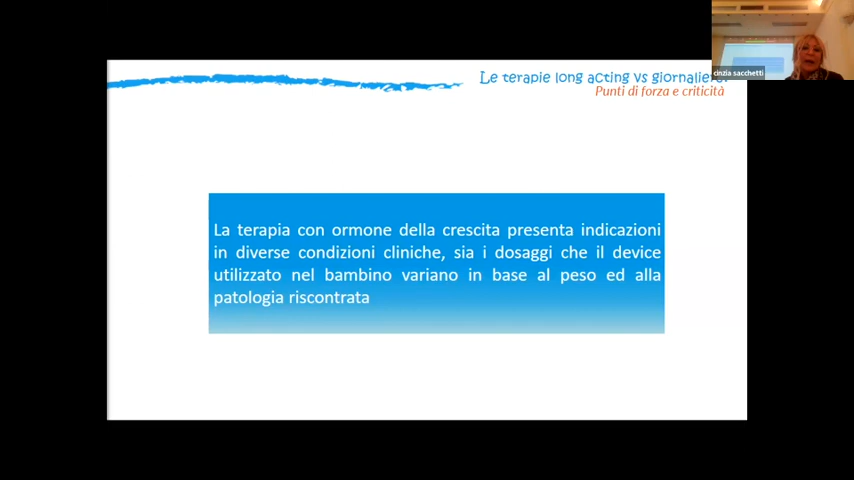 Le terapie long acting vs giornaliere:
Punti di forza e criticità
cinzia sacchetti
La terapia con ormone della crescita presenta indicazioni
in diverse condizioni cliniche, sia i dosaggi che il device
utilizzato nel bambino variano in base al peso ed alla
patologia riscontrata